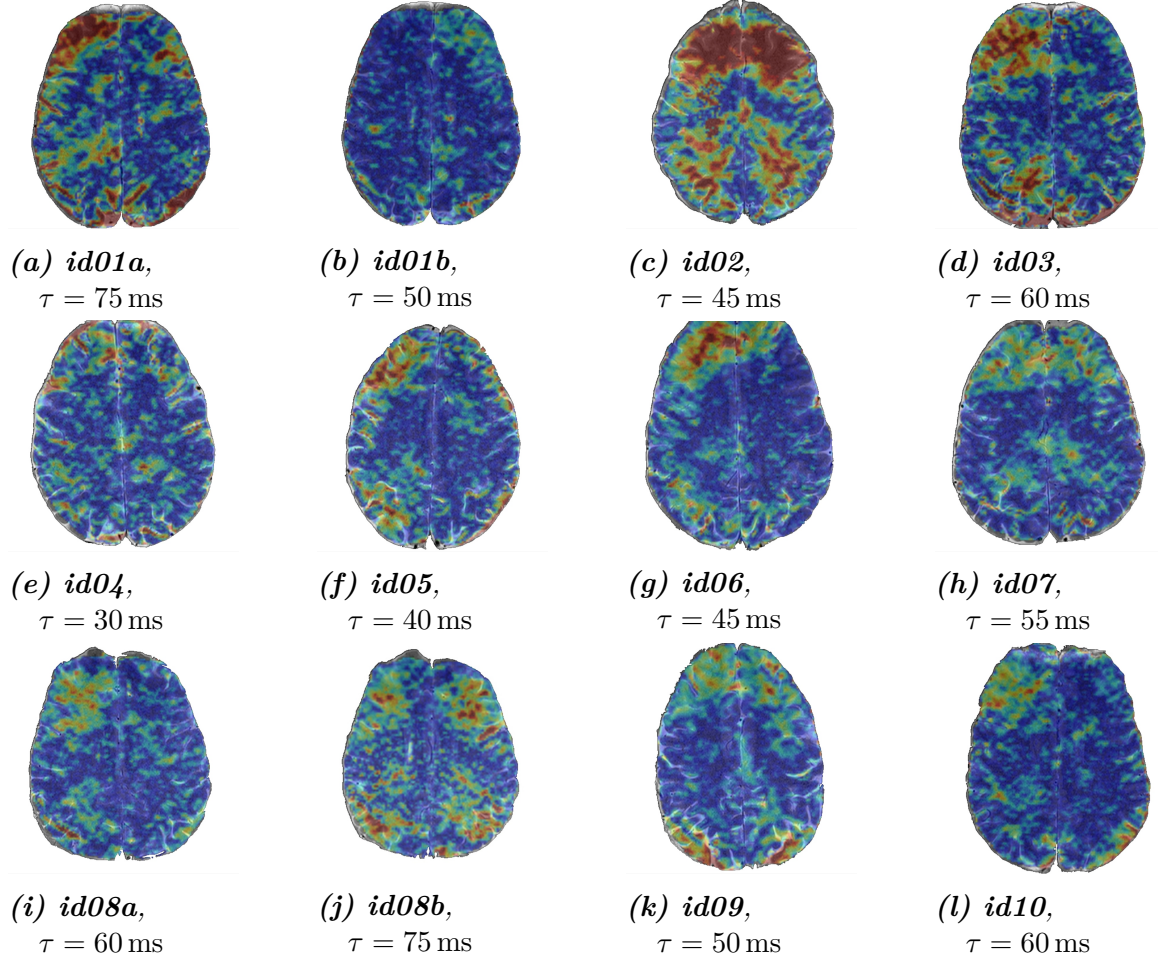 (a) id01a,
τ = 75 ms
(b) id01b,
τ = 50 ms
(c) id02,
τ = 45 ms
(d) id03,
τ = 60 ms
(e) id04,
τ = 30 ms
(f) id05,
τ = 40 ms
(g) id06,
τ = 45 ms
(h) id07,
τ = 55 ms
(i) id08a,
τ = 60 ms
(j) id08b,
τ = 75 ms
(k) id09,
τ = 50 ms
(l) id10,
τ = 60 ms